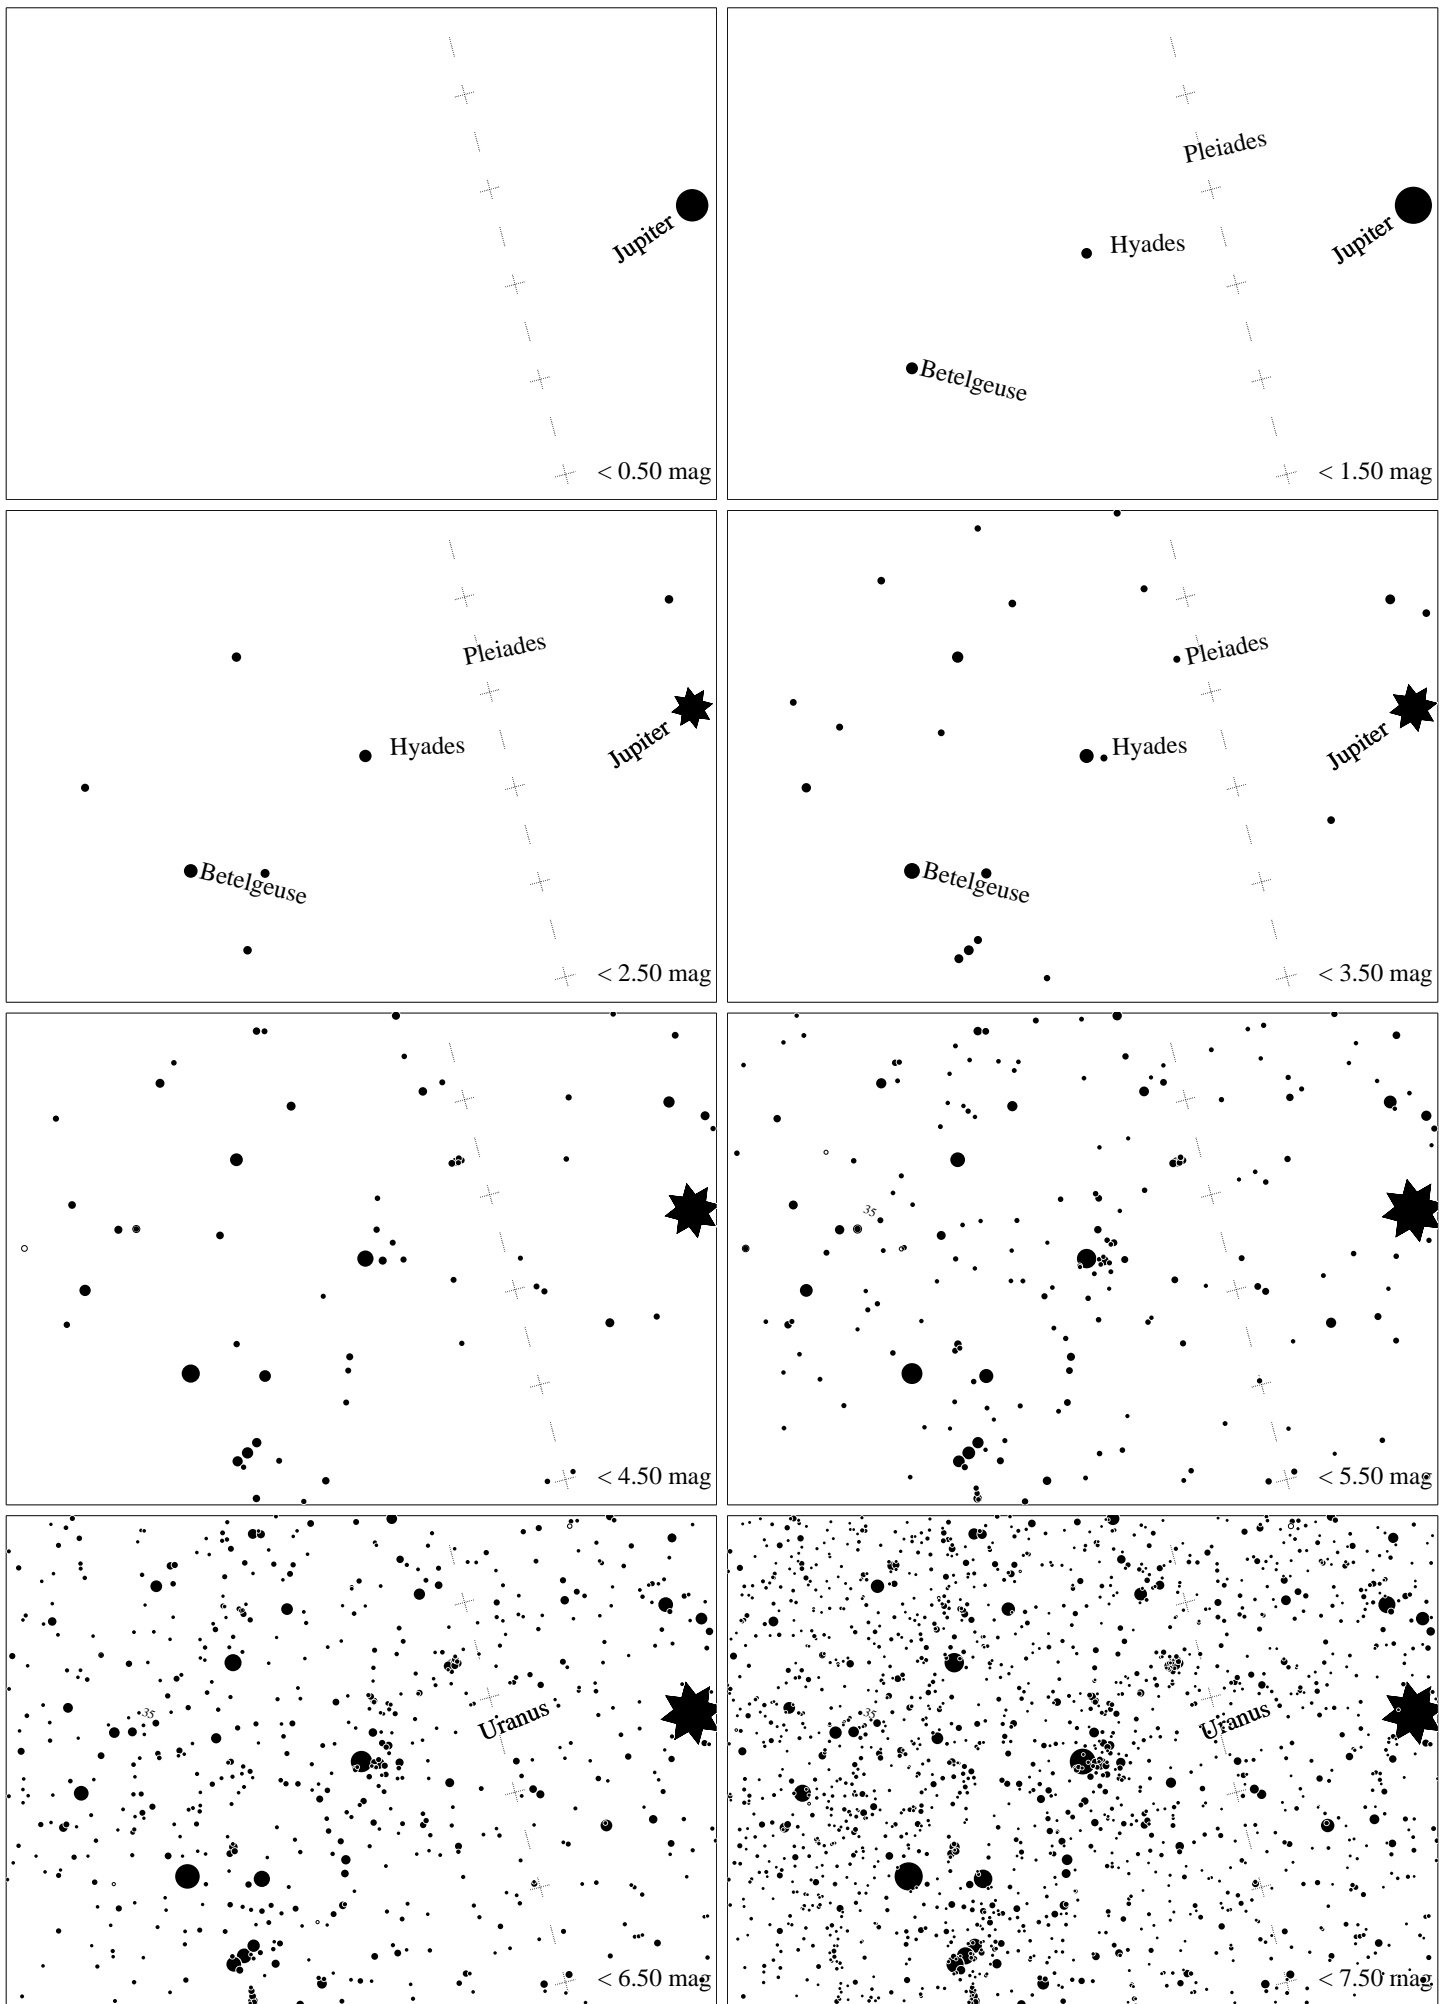 Jupiter
< 0.50 mag
Pleiades
Hyades
Jupiter
Betelgeuse
< 1.50 mag
Pleiades
Hyades
Jupiter
Betelgeuse
< 2.50 mag
Pleiades
Hyades
Jupiter
Betelgeuse
< 3.50 mag
< 4.50 mag
35
< 5.50 mag
35
Uranus
< 6.50 mag
35
Uranus
< 7.50 mag